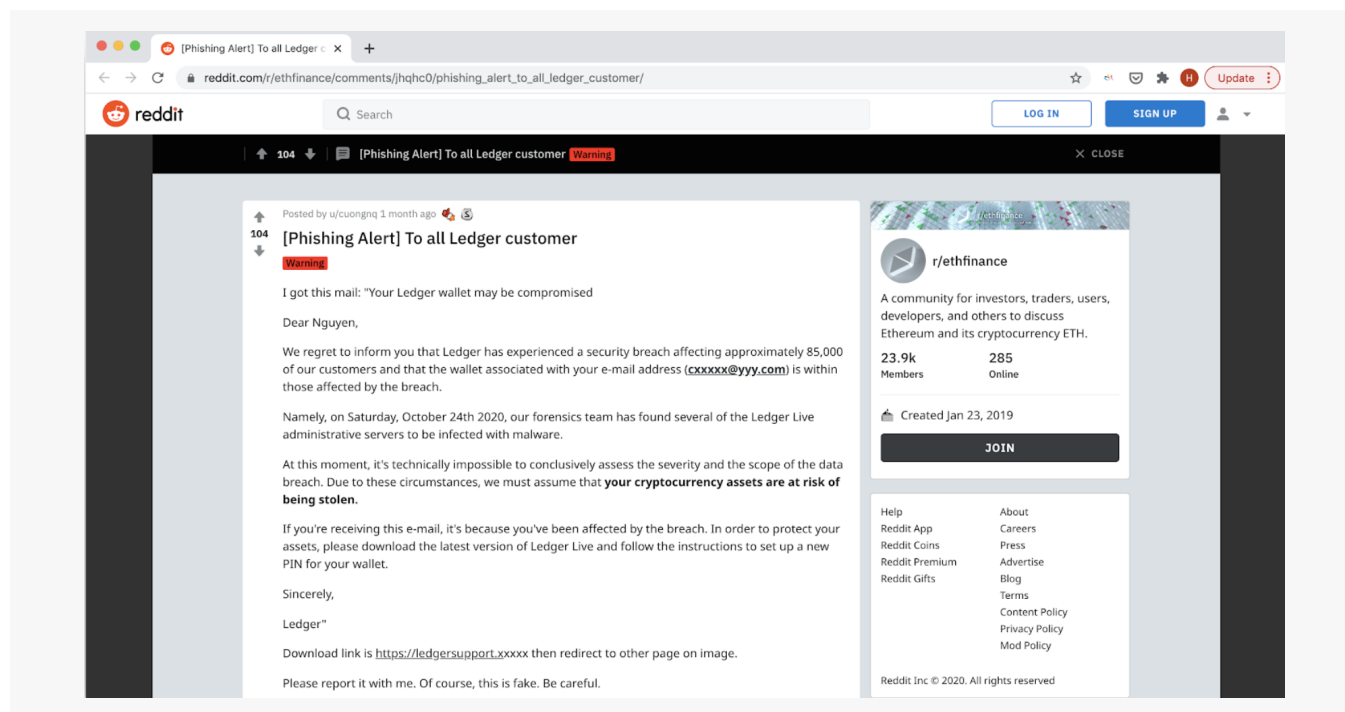 [Phishing Alert] To all Ledger c
reddit.com/r/ethfinance/comments/jhqhc0/phishing_alert_to_all_ledger_customer/
H
Update
reddit
Search
LOG IN
SIGN UP
104
[Phishing Alert] To all Ledger customer Warning
CLOSE
Posted by u/cuongnq 1 month ago
104
[Phishing Alert] To all Ledger customer
Warning
I got this mail: "Your Ledger wallet may be compromised
Dear Nguyen,
We regret to inform you that Ledger has experienced a security breach affecting approximately 85,000
of our customers and that the wallet associated with your e-mail address (cxxxxx@yyy.com) is within
those affected by the breach.
Namely, on Saturday, October 24th 2020, our forensics team has found several of the Ledger Live
administrative servers to be infected with malware.
At this moment, it's technically impossible to conclusively assess the severity and the scope of the data
breach. Due to these circumstances, we must assume that your cryptocurrency assets are at risk of
being stolen.
If you're receiving this e-mail, it's because you've been affected by the breach. In order to protect your
assets, please download the latest version of Ledger Live and follow the instructions to set up a new
PIN for your wallet.
Sincerely,
Ledger"
Download link is https://ledgersupport.xxxxx then redirect to other page on image.
Please report it with me. Of course, this is fake. Be careful.
r/ethfinance
r/ethfinance
A community for investors, traders, users,
developers, and others to discuss
Ethereum and its cryptocurrency ETH.
23.9k
Members
285
Online
Created Jan 23, 2019
JOIN
Help
Reddit App
Reddit Coins
Reddit Premium
Reddit Gifts
About
Careers
Press
Advertise
Blog
Terms
Content Policy
Privacy Policy
Mod Policy
Reddit Inc © 2020. All rights reserved